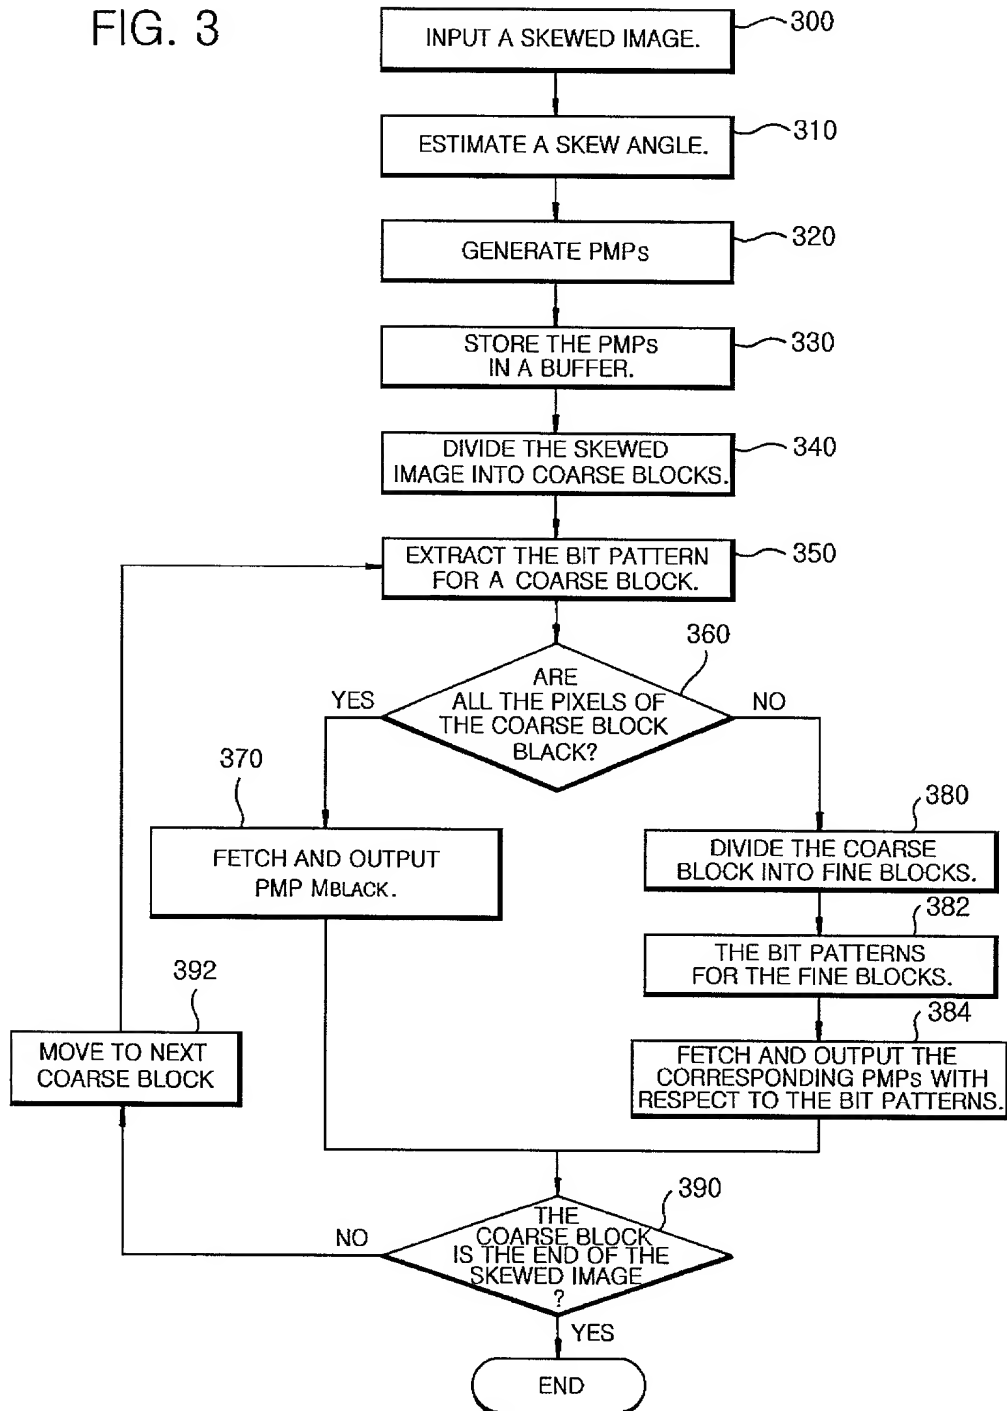 FIG. 3
INPUT A SKEWED IMAGE.
300
ESTIMATE A SKEW ANGLE.
310
GENERATE PMPs
320
STORE THE PMPs
IN A BUFFER.
330
DIVIDE THE SKEWED
IMAGE INTO COARSE BLOCKS.
340
EXTRACT THE BIT PATTERN
FOR A COARSE BLOCK.
350
360
ARE
ALL THE PIXELS OF
THE COARSE BLOCK
BLACK?
YES
NO
370
FETCH AND OUTPUT
PMP MBLACK.
380
DIVIDE THE COARSE
BLOCK INTO FINE BLOCKS.
382
THE BIT PATTERNS
FOR THE FINE BLOCKS.
384
FETCH AND OUTPUT THE
CORRESPONDING PMPs WITH
RESPECT TO THE BIT PATTERNS.
392
MOVE TO NEXT
COARSE BLOCK
390
THE
COARSE BLOCK
IS THE END OF THE
SKEWED IMAGE
?
NO
YES
END